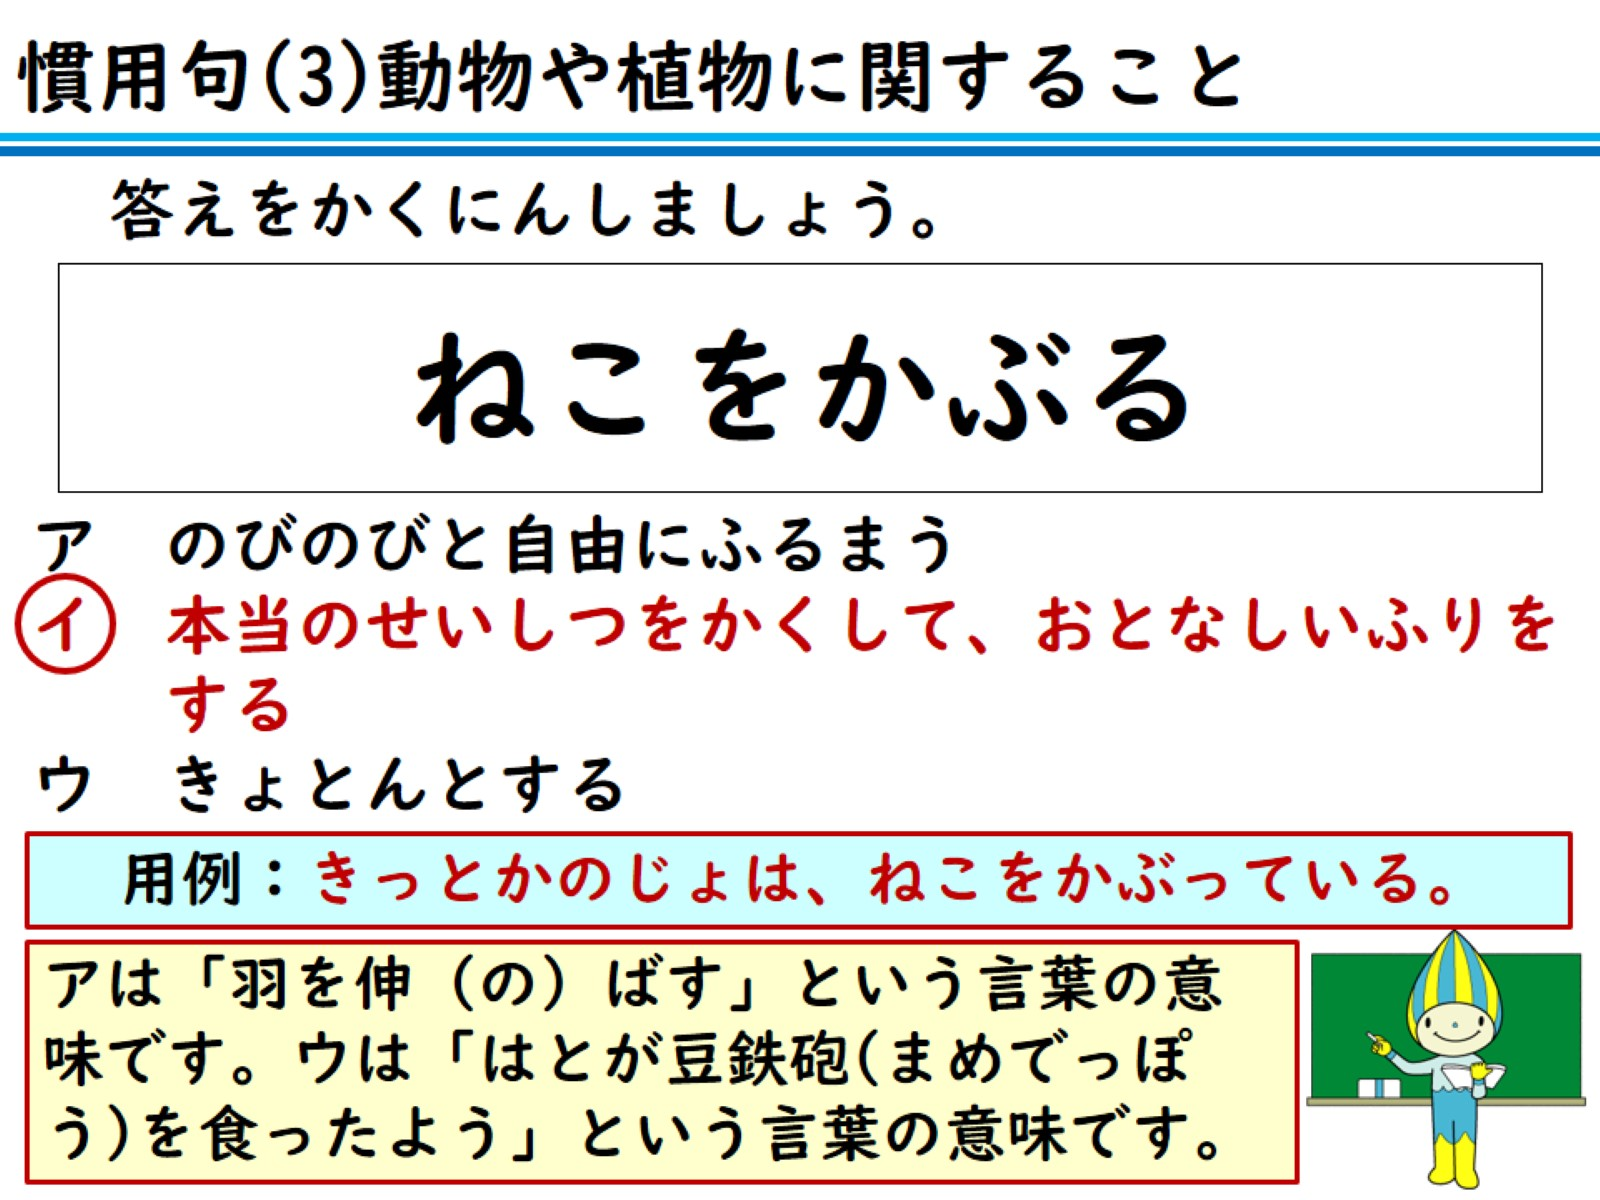 慣用句(3)動物や植物に関すること
答えをかくにんしましょう。
ねこをかぶる
ア　のびのびと自由にふるまう
イ　本当のせいしつをかくして、おとなしいふりを
する
ウ　きょとんとする
用例：きっとかのじょは、ねこをかぶっている。
アは「羽を伸（の）ばす」という言葉の意
味です。ウは「はとが豆鉄砲(まめでっぽ
う)を食ったよう」という言葉の意味です。